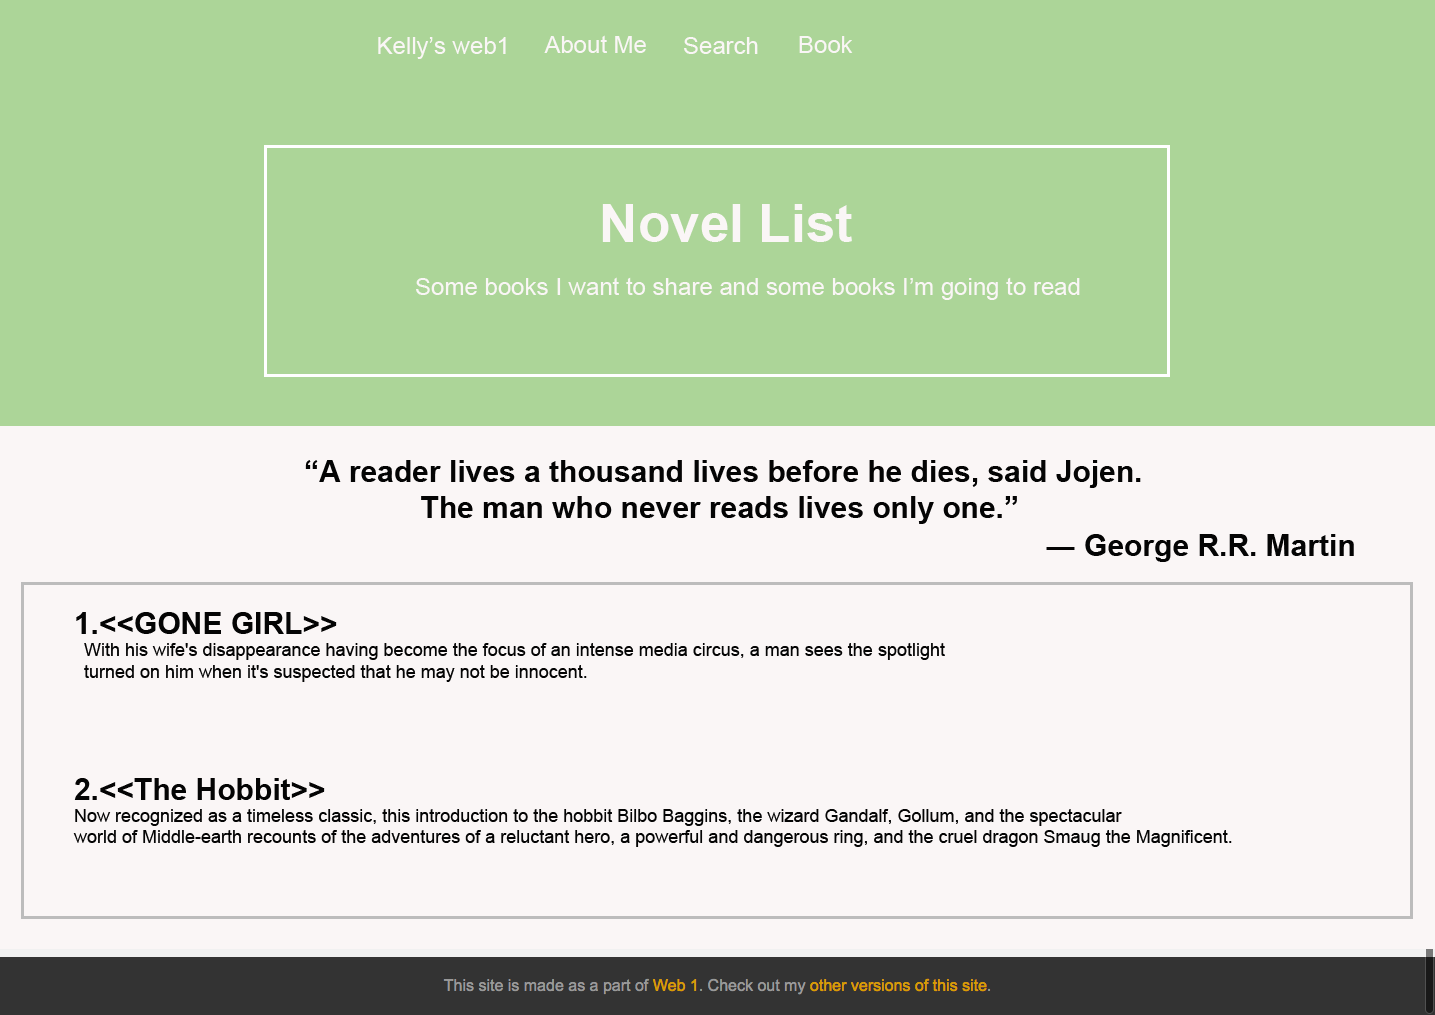 Kelly’s web1 About Me Search Book
Novel List
Some books I want to share and some books I’m going to read
“A reader lives a thousand lives before he dies, said Jojen.
The man who never reads lives only one.”
— George R.R. Martin
1.<<GONE GIRL>>
With his wife's disappearance having become the focus of an intense media circus, a man sees the spotlight
turned on him when it's suspected that he may not be innocent.
2.<<The Hobbit>>
Now recognized as a timeless classic, this introduction to the hobbit Bilbo Baggins, the wizard Gandalf, Gollum, and the spectacular
world of Middle-earth recounts of the adventures of a reluctant hero, a powerful and dangerous ring, and the cruel dragon Smaug the Magnificent.
This site is made as a part of Web 1. Check out my other versions of this site.